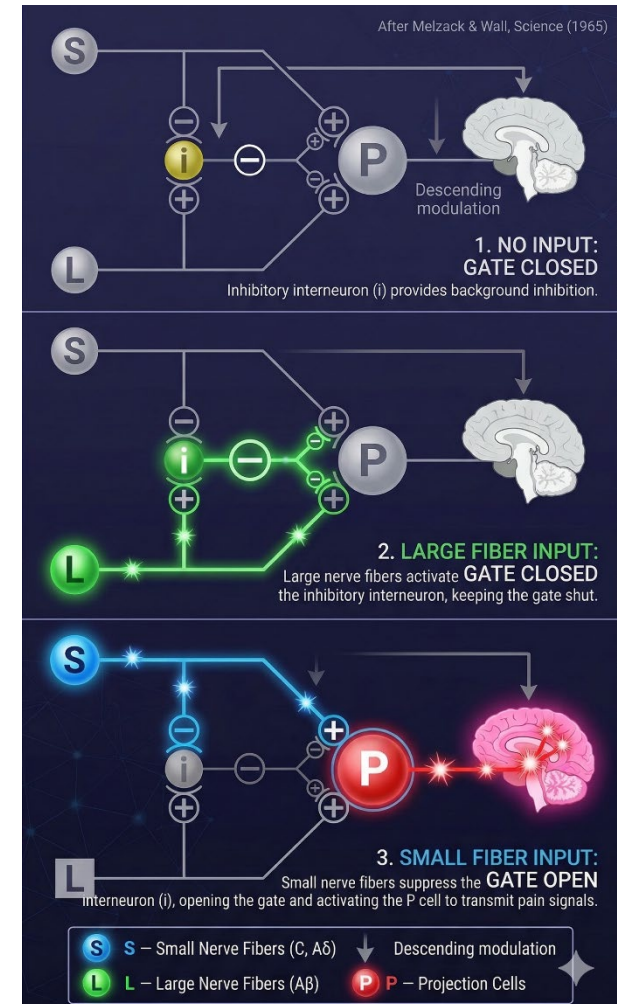 After Melzack & Wall, Science (1965)
S
− + +
i − P
+ − +
Descending
modulation
L
1. NO INPUT:
GATE CLOSED
Inhibitory interneuron (i) provides background inhibition.
S
− − +
i − P
+ − +
L
2. LARGE FIBER INPUT:
Large nerve fibers activate GATE CLOSED
the inhibitory interneuron, keeping the gate shut.
S
− − +
i − P
+ + +
L
3. SMALL FIBER INPUT:
Small nerve fibers suppress the GATE OPEN
interneuron (i), opening the gate and activating the P cell to transmit pain signals.
S S – Small Nerve Fibers (C, Aδ) Descending modulation
L L – Large Nerve Fibers (Aβ) P P – Projection Cells